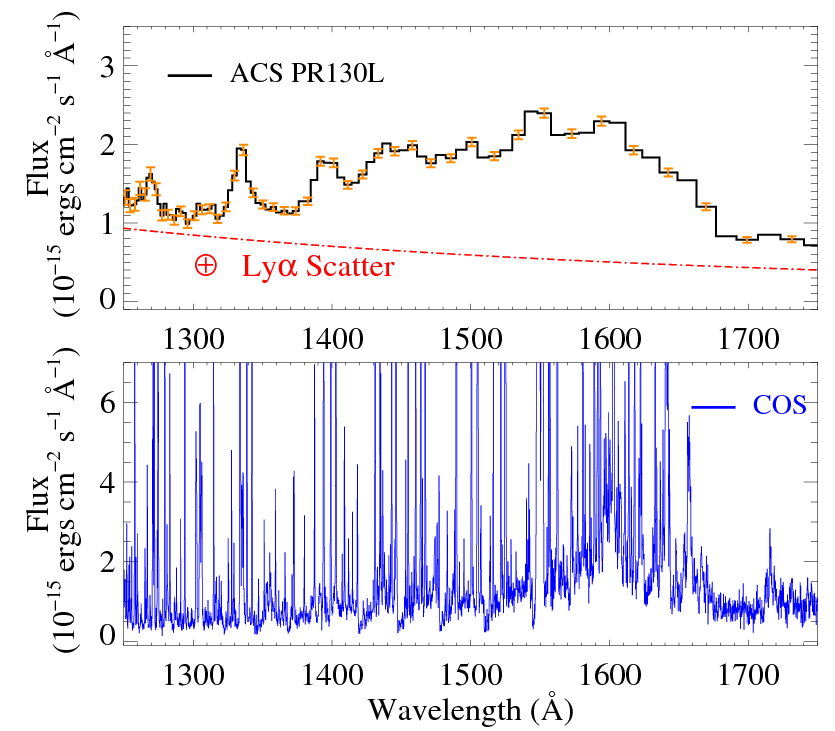 Flux
(10⁻¹⁵ ergs cm⁻² s⁻¹ Å⁻¹)
3
2
1
0
ACS PR130L
⊕ Lyα Scatter
1300 1400 1500 1600 1700
Flux
(10⁻¹⁵ ergs cm⁻² s⁻¹ Å⁻¹)
6
4
2
0
COS
1300 1400 1500 1600 1700
Wavelength (Å)